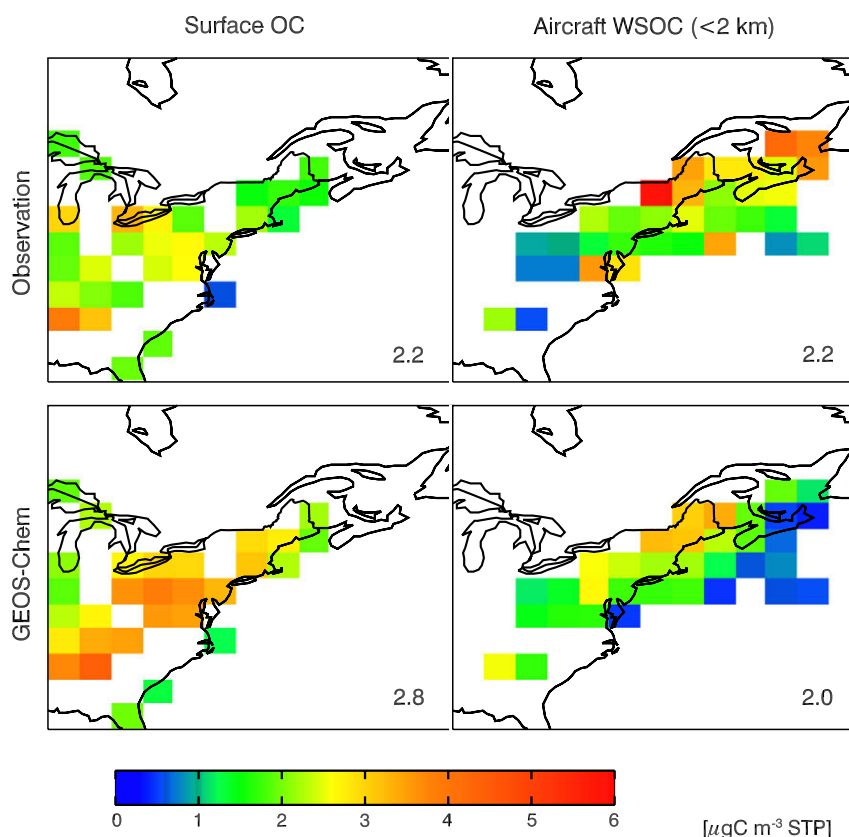 Surface OC
Aircraft WSOC (<2 km)
Observation
2.2
2.2
GEOS-Chem
2.8
2.0
0 1 2 3 4 5 6
[μgC m-3 STP]